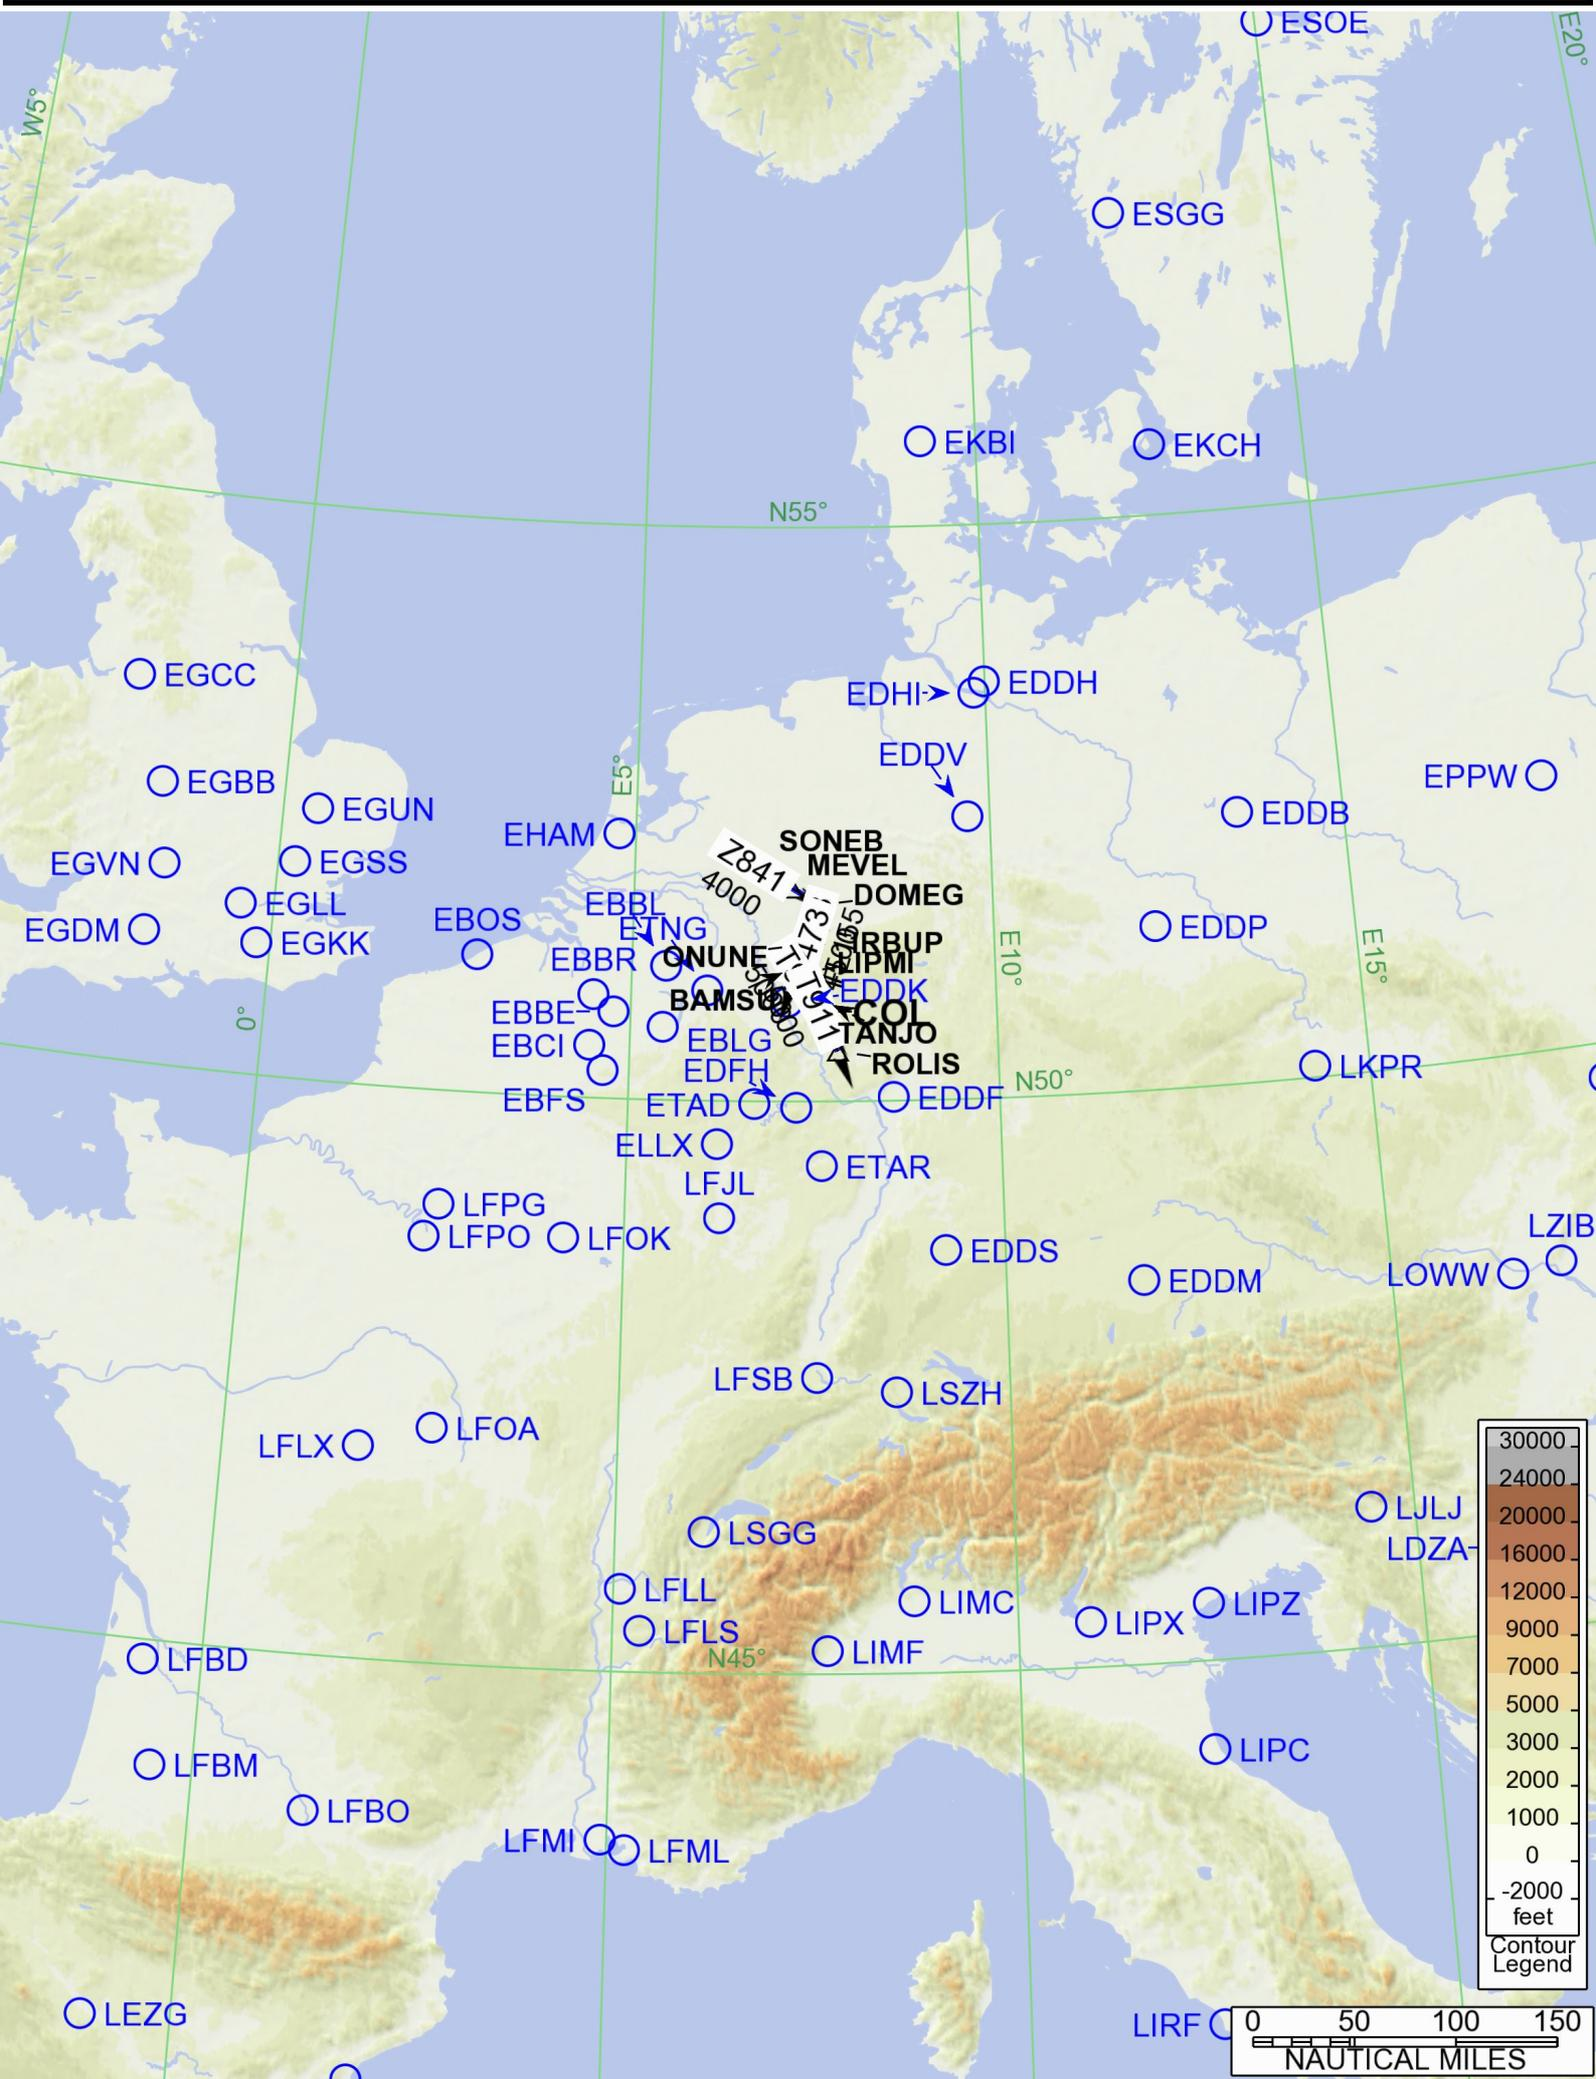 ESOE
E20°
W5°
ESGG
EKBI
EKCH
N55°
EGCC
EDHI
EDDH
EDDV
EGBB
E5°
EPPW
EGUN
EDDB
EHAM
SONEB
EGVN
EGSS
Z841
MEVEL
4000
DOMEG
EGLL
EBBL
EGDM
EBOS
ETNG
EDDP
EGKK
IRBUP
EBBR
ONUNE
LIPMI
E10°
E15°
EDDK
BAMSU
T911
EBBE
COL
0°
TANJO
EBCI
EBLG
ROLIS
LKPR
EDFH
N50°
EBFS
ETAD
EDDF
ELLX
ETAR
LFJL
LFPG
LFPO
LFOK
LZIB
EDDS
LOWW
EDDM
LFSB
LSZH
LFOA
LFLX
30000
24000
20000
16000
12000
9000
7000
5000
3000
2000
1000
0
-2000
feet
Contour
Legend
LJLJ
LSGG
LDZA
LFLL
LIMC
LIPX
LIPZ
LFLS
LFBD
N45°
LIMF
LIPC
LFBM
LFBO
LFMI
LFML
LEZG
LIRF
0 50 100 150
NAUTICAL MILES